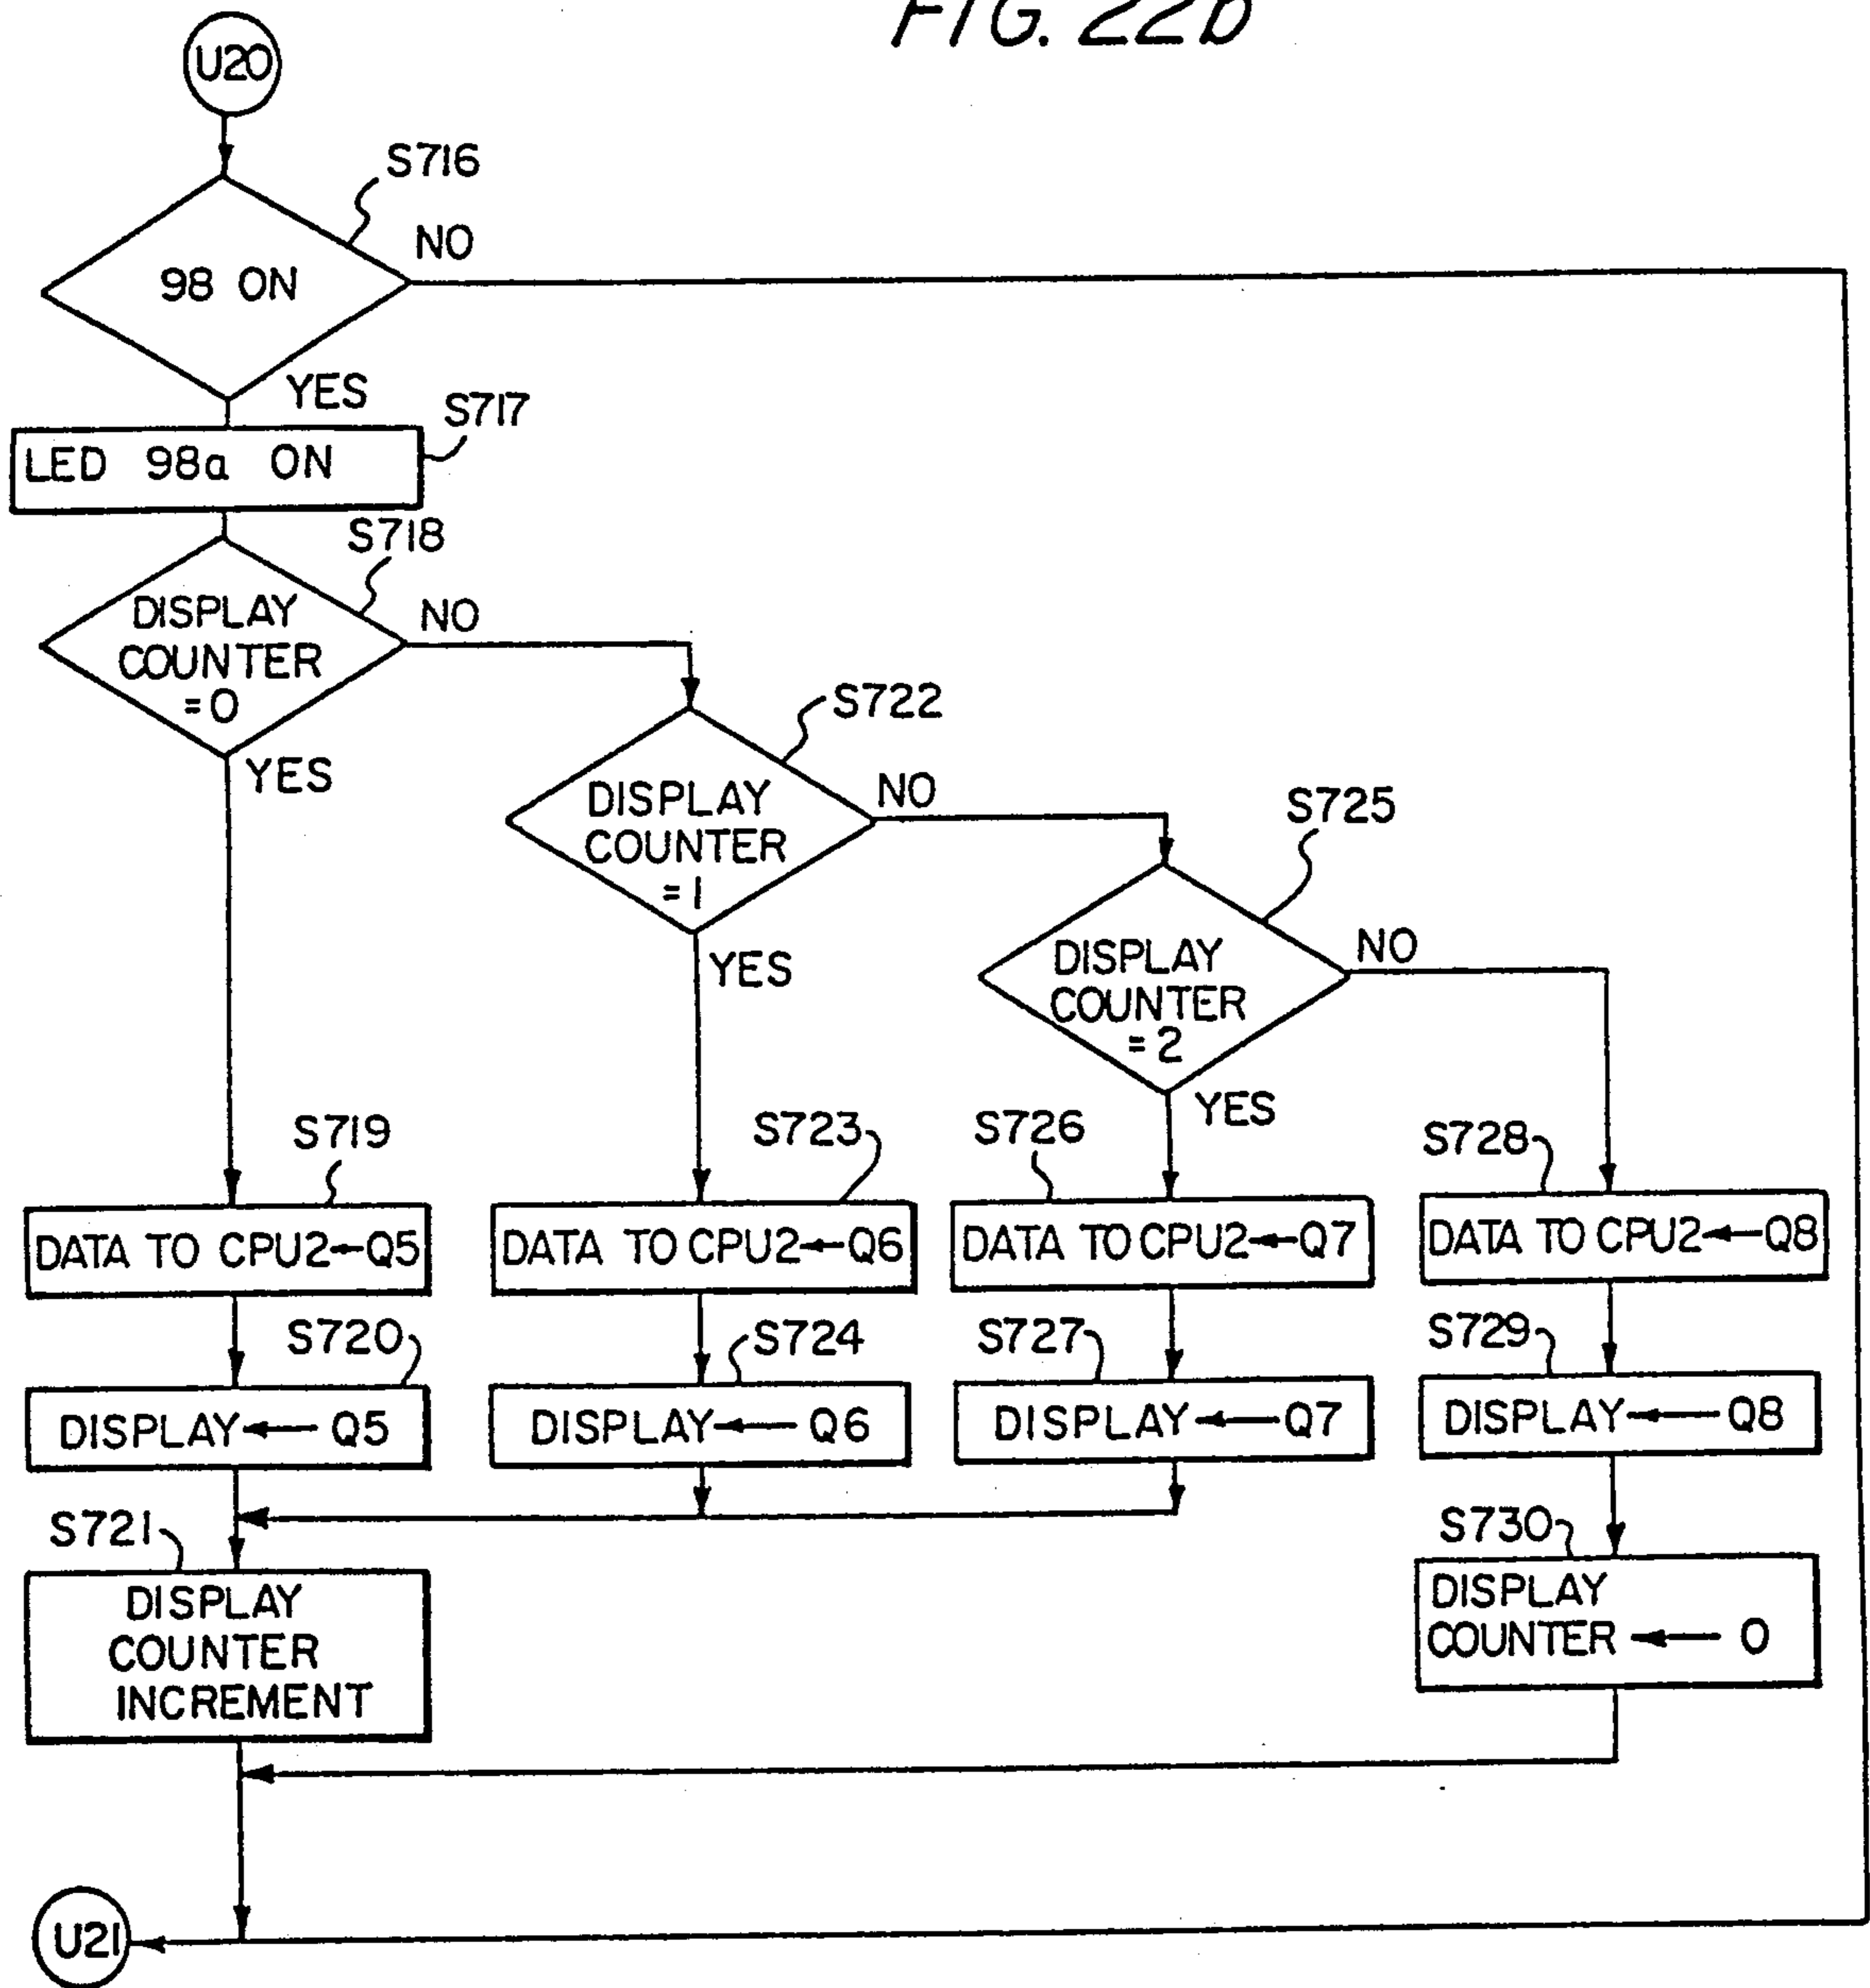 FIG. 22b
U20
S716
98 ON
NO
YES
S717
LED 98a ON
S718
DISPLAY
COUNTER
=0
NO
YES
S722
DISPLAY
COUNTER
=1
NO
YES
S725
DISPLAY
COUNTER
=2
NO
YES
S719
S723
S726
S728
DATA TO CPU2←Q5
DATA TO CPU2←Q6
DATA TO CPU2←Q7
DATA TO CPU2←Q8
S720
S724
S727
S729
DISPLAY← Q5
DISPLAY← Q6
DISPLAY←Q7
DISPLAY← Q8
S721
S730
DISPLAY
COUNTER
INCREMENT
DISPLAY
COUNTER ← 0
U21